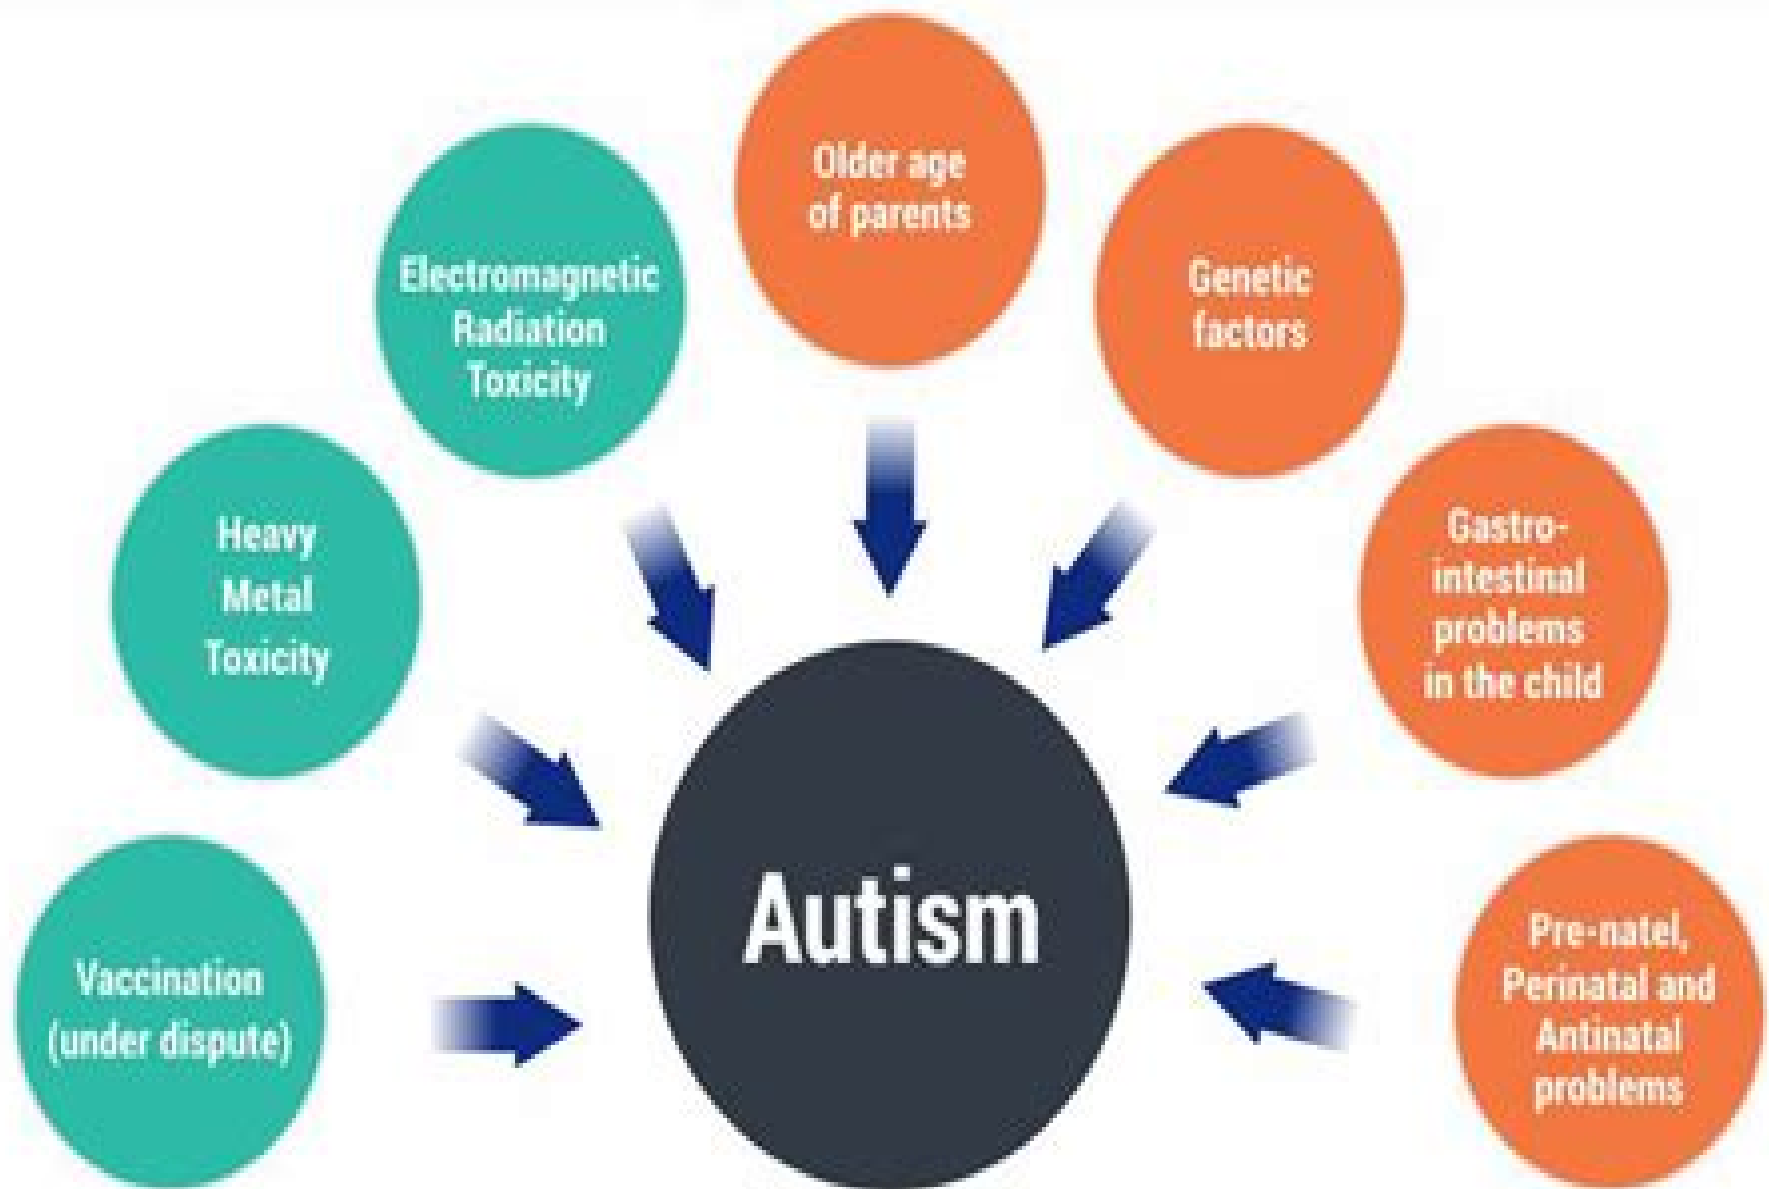 Older age
of parents
Electromagnetic
Radiation
Toxicity
Genetic
factors
Heavy
Metal
Toxicity
Gastro-
intestinal
problems
in the child
Vaccination
(under dispute)
Autism
Pre-natel,
Perinatal and
Antinatal
problems